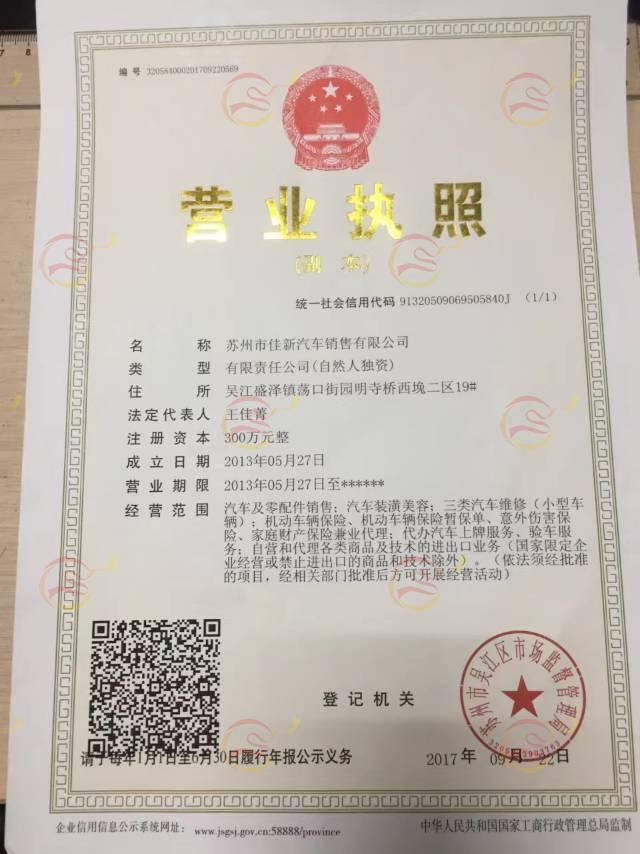 编 号 320584000201709220569
营业执照
(副 本)
统一社会信用代码 91320509069505840J (1/1)
名 称 苏州市佳新汽车销售有限公司
类 型 有限责任公司(自然人独资)
住 所 吴江盛泽镇荡口街园明寺桥西堍二区19#
法定代表人 王佳菁
注册资本 300万元整
成立日期 2013年05月27日
营业期限 2013年05月27日至******
经营范围 汽车及零配件销售；汽车装潢美容；三类汽车维修（小型车
辆）；机动车辆保险、机动车辆保险暂保单、意外伤害保
险、家庭财产保险兼业代理；代办汽车上牌服务、验车服
务；自营和代理各类商品及技术的进出口业务（国家限定企
业经营或禁止进出口的商品和技术除外）。（依法须经批准
的项目，经相关部门批准后方可开展经营活动）
登记机关
苏州市吴江区市场监督管理局
请于每年1月1日至6月30日履行年报公示义务
2017年 09月 22日
企业信用信息公示系统网址： www.jsgsj.gov.cn:58888/province
中华人民共和国国家工商行政管理总局监制